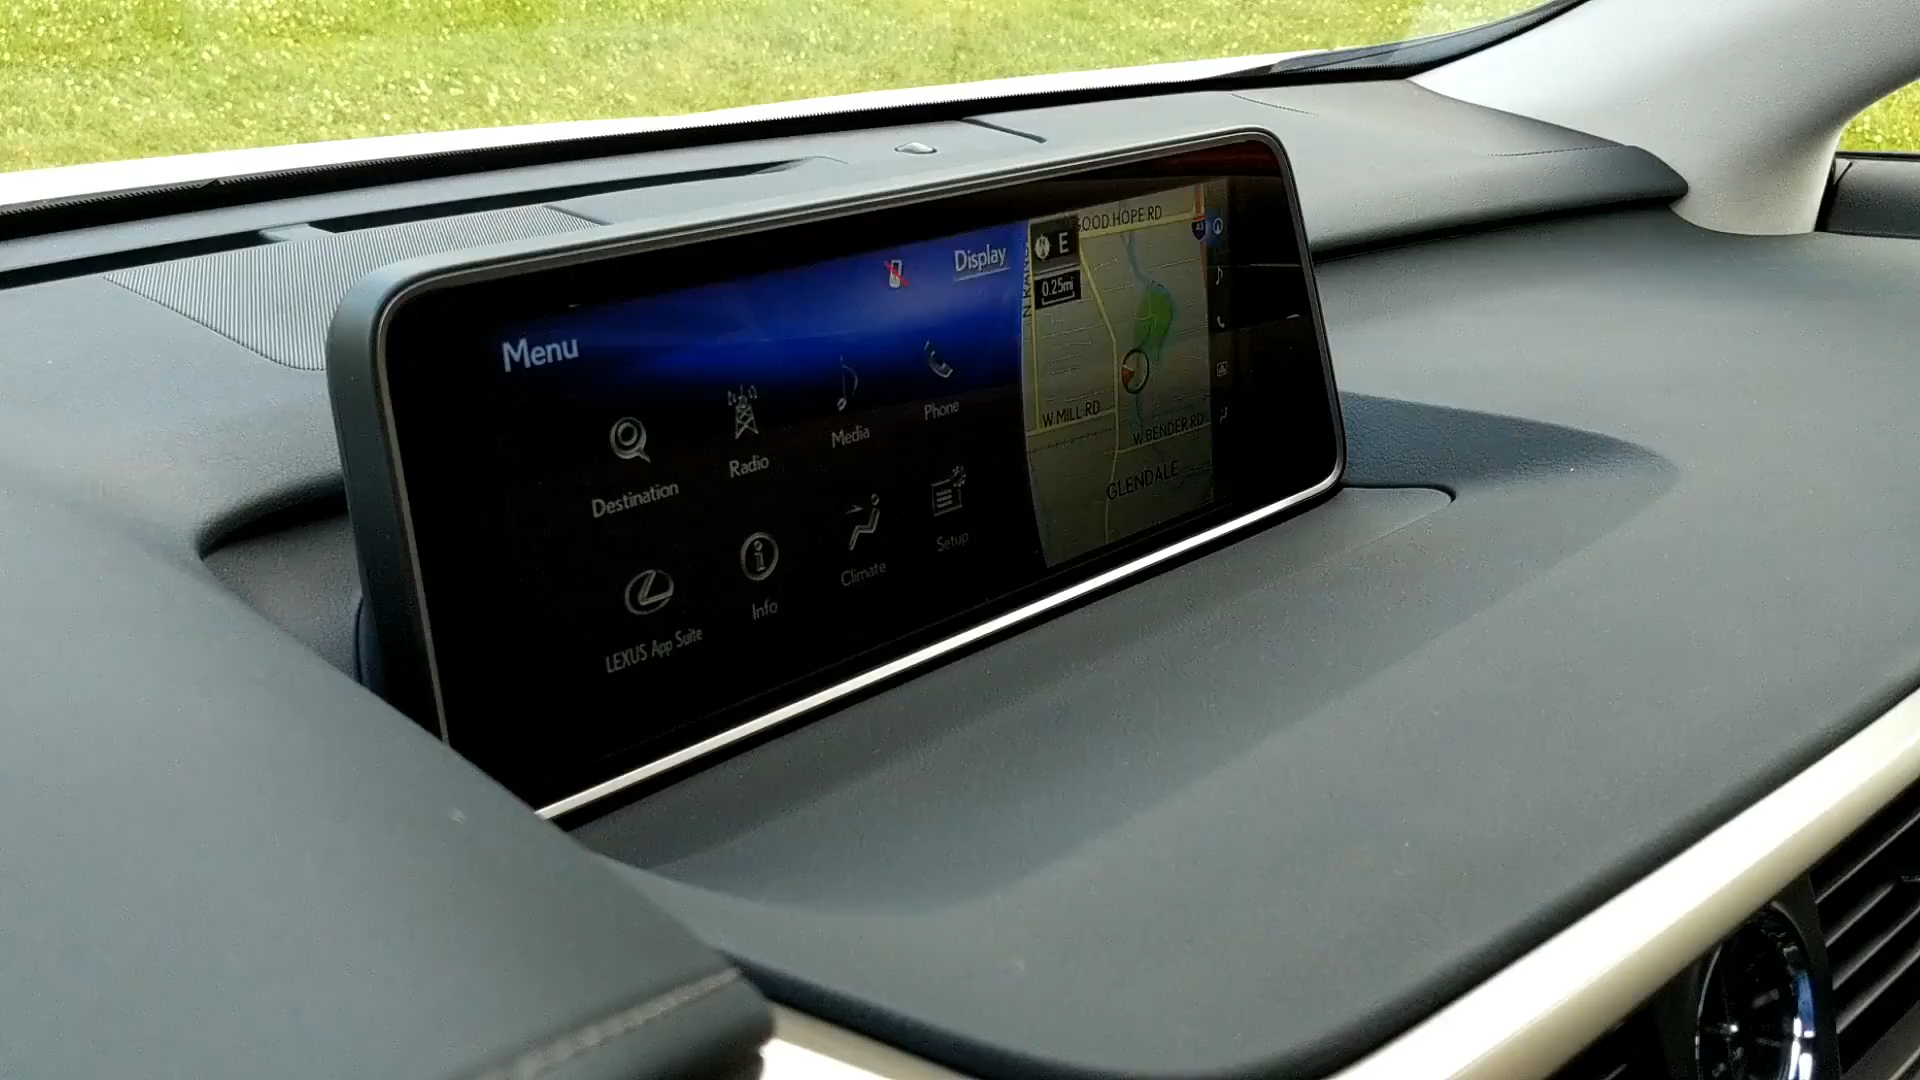 Display
Menu
Destination
Radio
Media
Phone
LEXUS App Suite
Info
Climate
Setup
GOOD HOPE RD
E
0.25mi
43
W MILL RD
W BENDER RD
GLENDALE